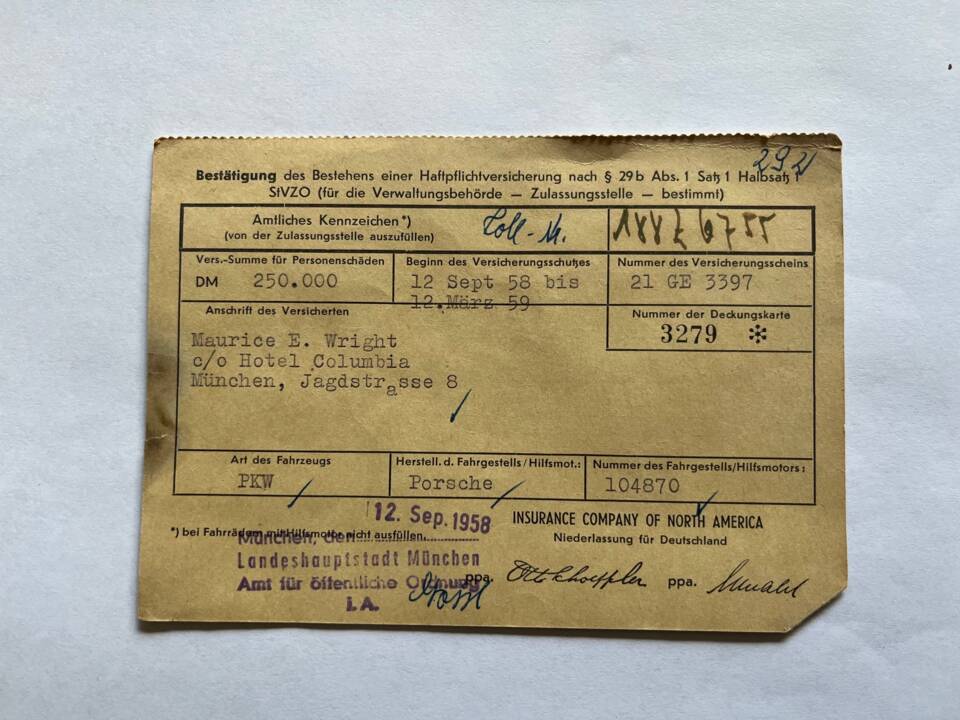 292
Bestätigung des Bestehens einer Haftpflichtversicherung nach § 29b Abs. 1 Satz 1 Halbsatz 1
StVZO (für die Verwaltungsbehörde — Zulassungsstelle — bestimmt)
Amtliches Kennzeichen*)
(von der Zulassungsstelle auszufüllen)
Zoll-Nr.
188 Z 6755
Vers.-Summe für Personenschäden
DM 250.000
Beginn des Versicherungsschutzes
12 Sept 58 bis
12.März 59
Nummer des Versicherungsscheins
21 GE 3397
Anschrift des Versicherten
Maurice E. Wright
c/o Hotel Columbia
München, Jagdstrasse 8
Nummer der Deckungskarte
3279 *
Art des Fahrzeugs
PKW
Herstell. d. Fahrgestells/Hilfsmot.:
Porsche
Nummer des Fahrgestells/Hilfsmotors:
104870
*) bei Fahrrädern mit Hilfsmotor nicht ausfüllen.
München, den 12. Sep. 1958
Landeshauptstadt München
Amt für öffentliche Ordnung
i.A.
INSURANCE COMPANY OF NORTH AMERICA
Niederlassung für Deutschland
ppa.
ppa.